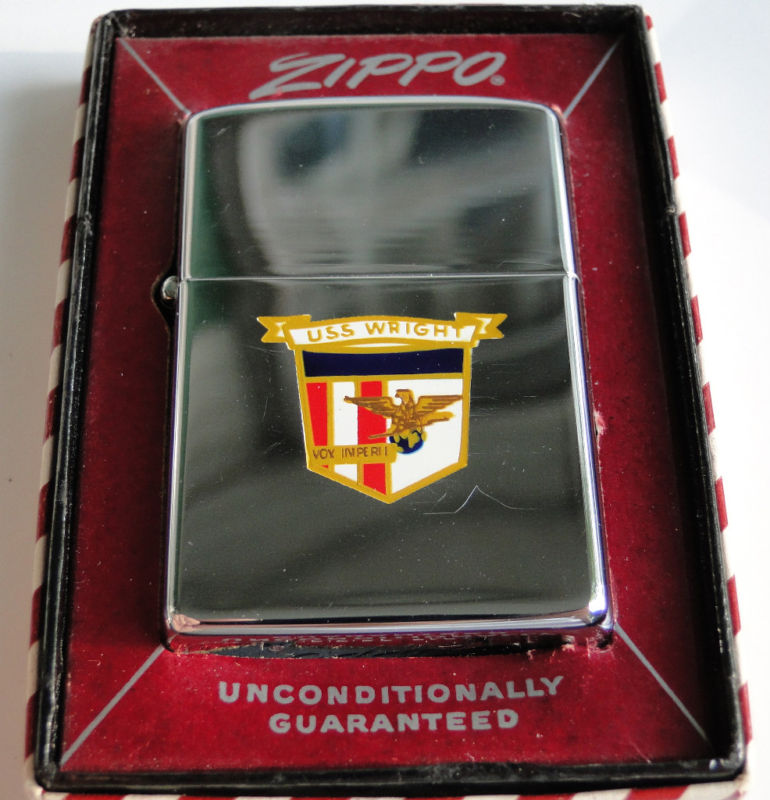 ZIPPO®
USS WRIGHT
VOX IMPERII
UNCONDITIONALLY
GUARANTEED